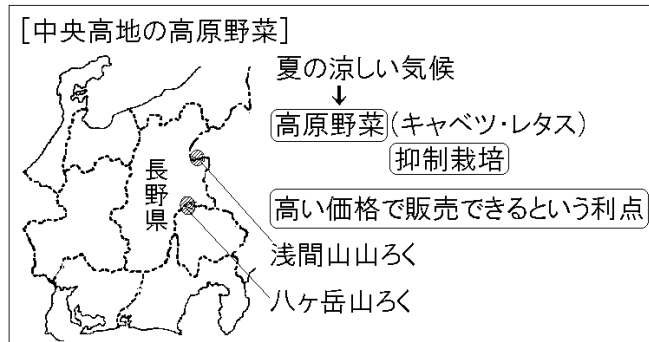 [中央高地の高原野菜]
夏の涼しい気候
↓
高原野菜(キャベツ・レタス)
抑制栽培
長野県
高い価格で販売できるという利点
浅間山山ろく
八ヶ岳山ろく